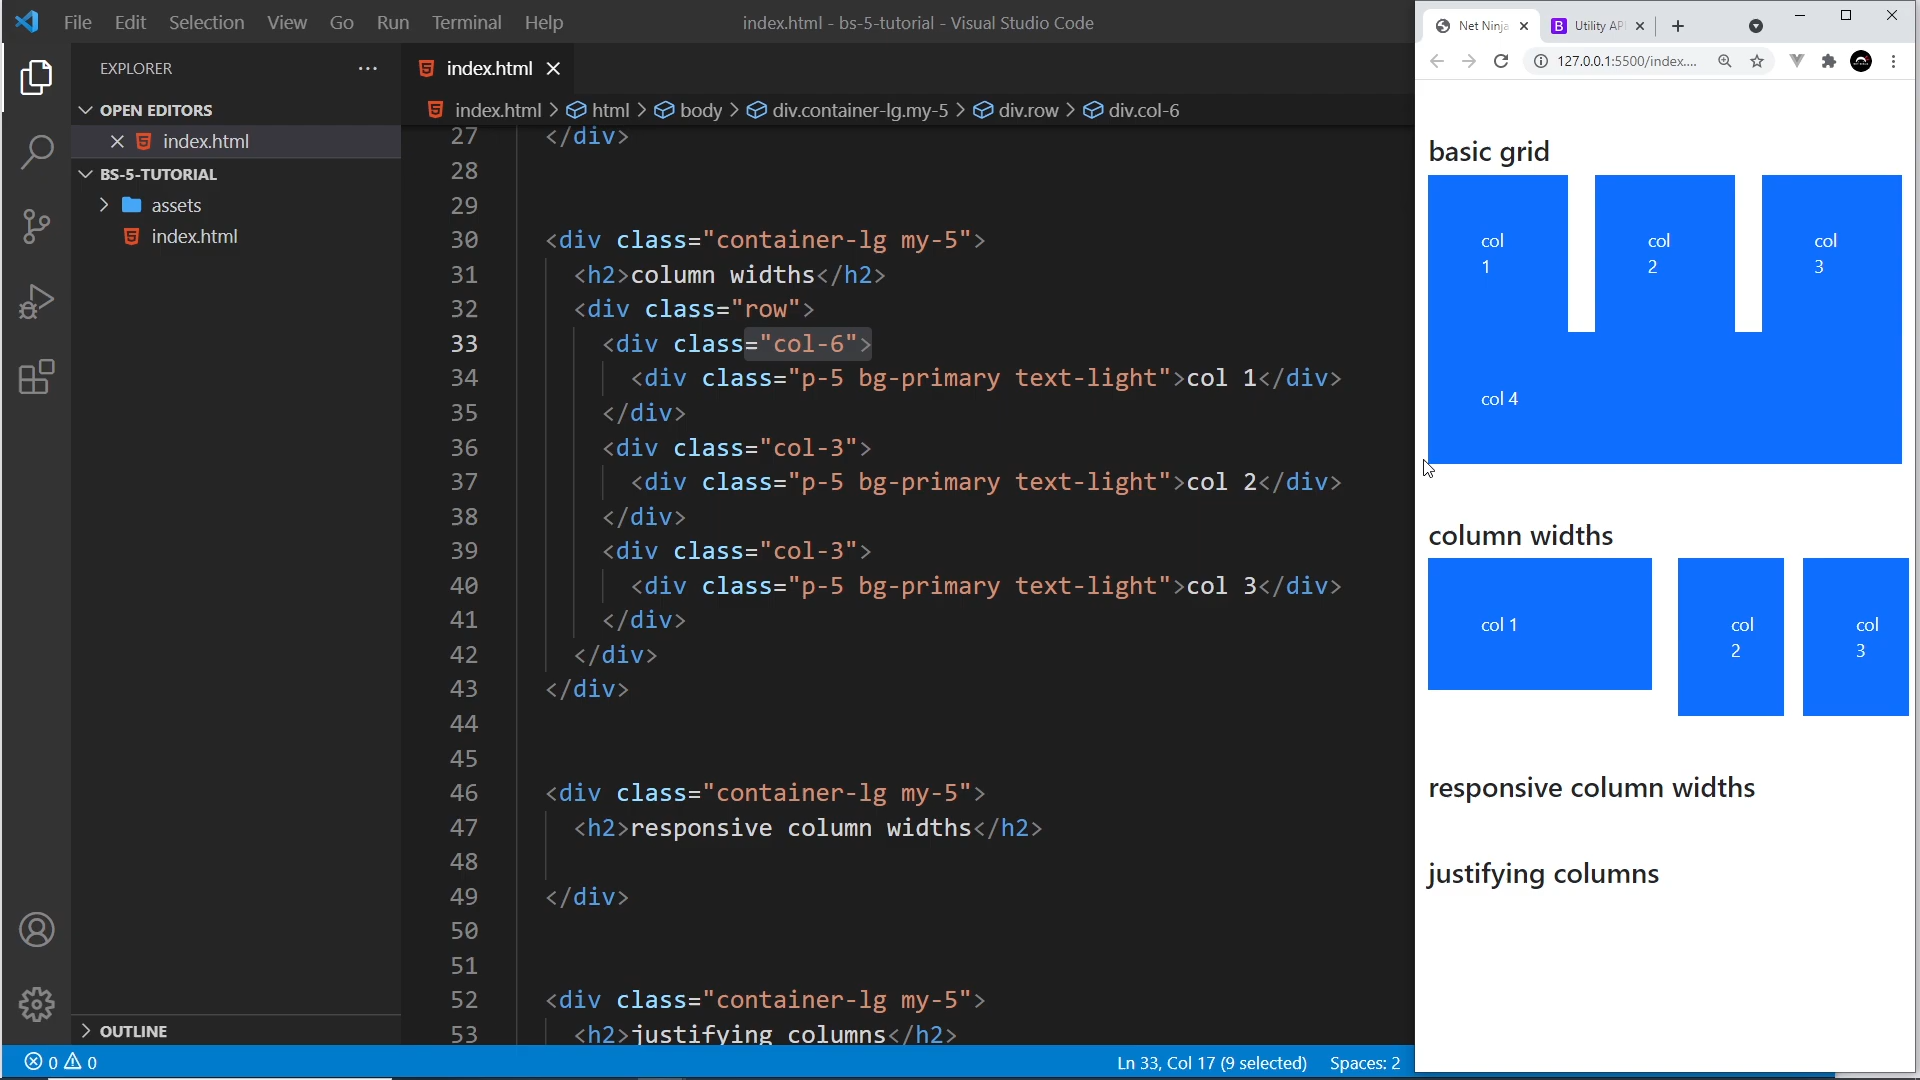 File Edit Selection View Go Run Terminal Help
index.html - bs-5-tutorial - Visual Studio Code
EXPLORER
OPEN EDITORS
index.html
BS-5-TUTORIAL
assets
index.html
OUTLINE
index.html
index.html > html > body > div.container-lg.my-5 > div.row > div.col-6
27 </div>
28
29
30 <div class="container-lg my-5">
31 <h2>column widths</h2>
32 <div class="row">
33 <div class="col-6">
34 <div class="p-5 bg-primary text-light">col 1</div>
35 </div>
36 <div class="col-3">
37 <div class="p-5 bg-primary text-light">col 2</div>
38 </div>
39 <div class="col-3">
40 <div class="p-5 bg-primary text-light">col 3</div>
41 </div>
42 </div>
43 </div>
44
45
46 <div class="container-lg my-5">
47 <h2>responsive column widths</h2>
48
49 </div>
50
51
52 <div class="container-lg my-5">
53 <h2>justifying columns</h2>
0 0
Ln 33, Col 17 (9 selected) Spaces: 2
Net Ninja
B Utility AP
127.0.0.1:5500/index....
basic grid
col
1
col
2
col
3
col 4
column widths
col 1
col
2
col
3
responsive column widths
justifying columns